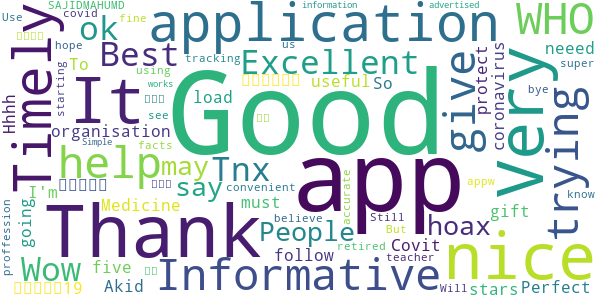 SAJIDMAHUMD
information
advertised
Use
covid
fine
us
WHO
application
ok
Best
hope
tracking
Excellent
neeed
super
To
using
works
Timely
It
Good
very
give
protect
coronavirus
trying
bye
starting
load
useful
So
Hhhh
organisation
see
Simple
facts
help
may
Tnx
app
know
I'm
say
convenient
accurate
appw
going
Thank
Medicine
must
People
believe
Still
But
hoax
gift
proffession
Wow
five
follow
retired
Covit
teacher
nice
19
Akid
Informative
Will
stars
Perfect